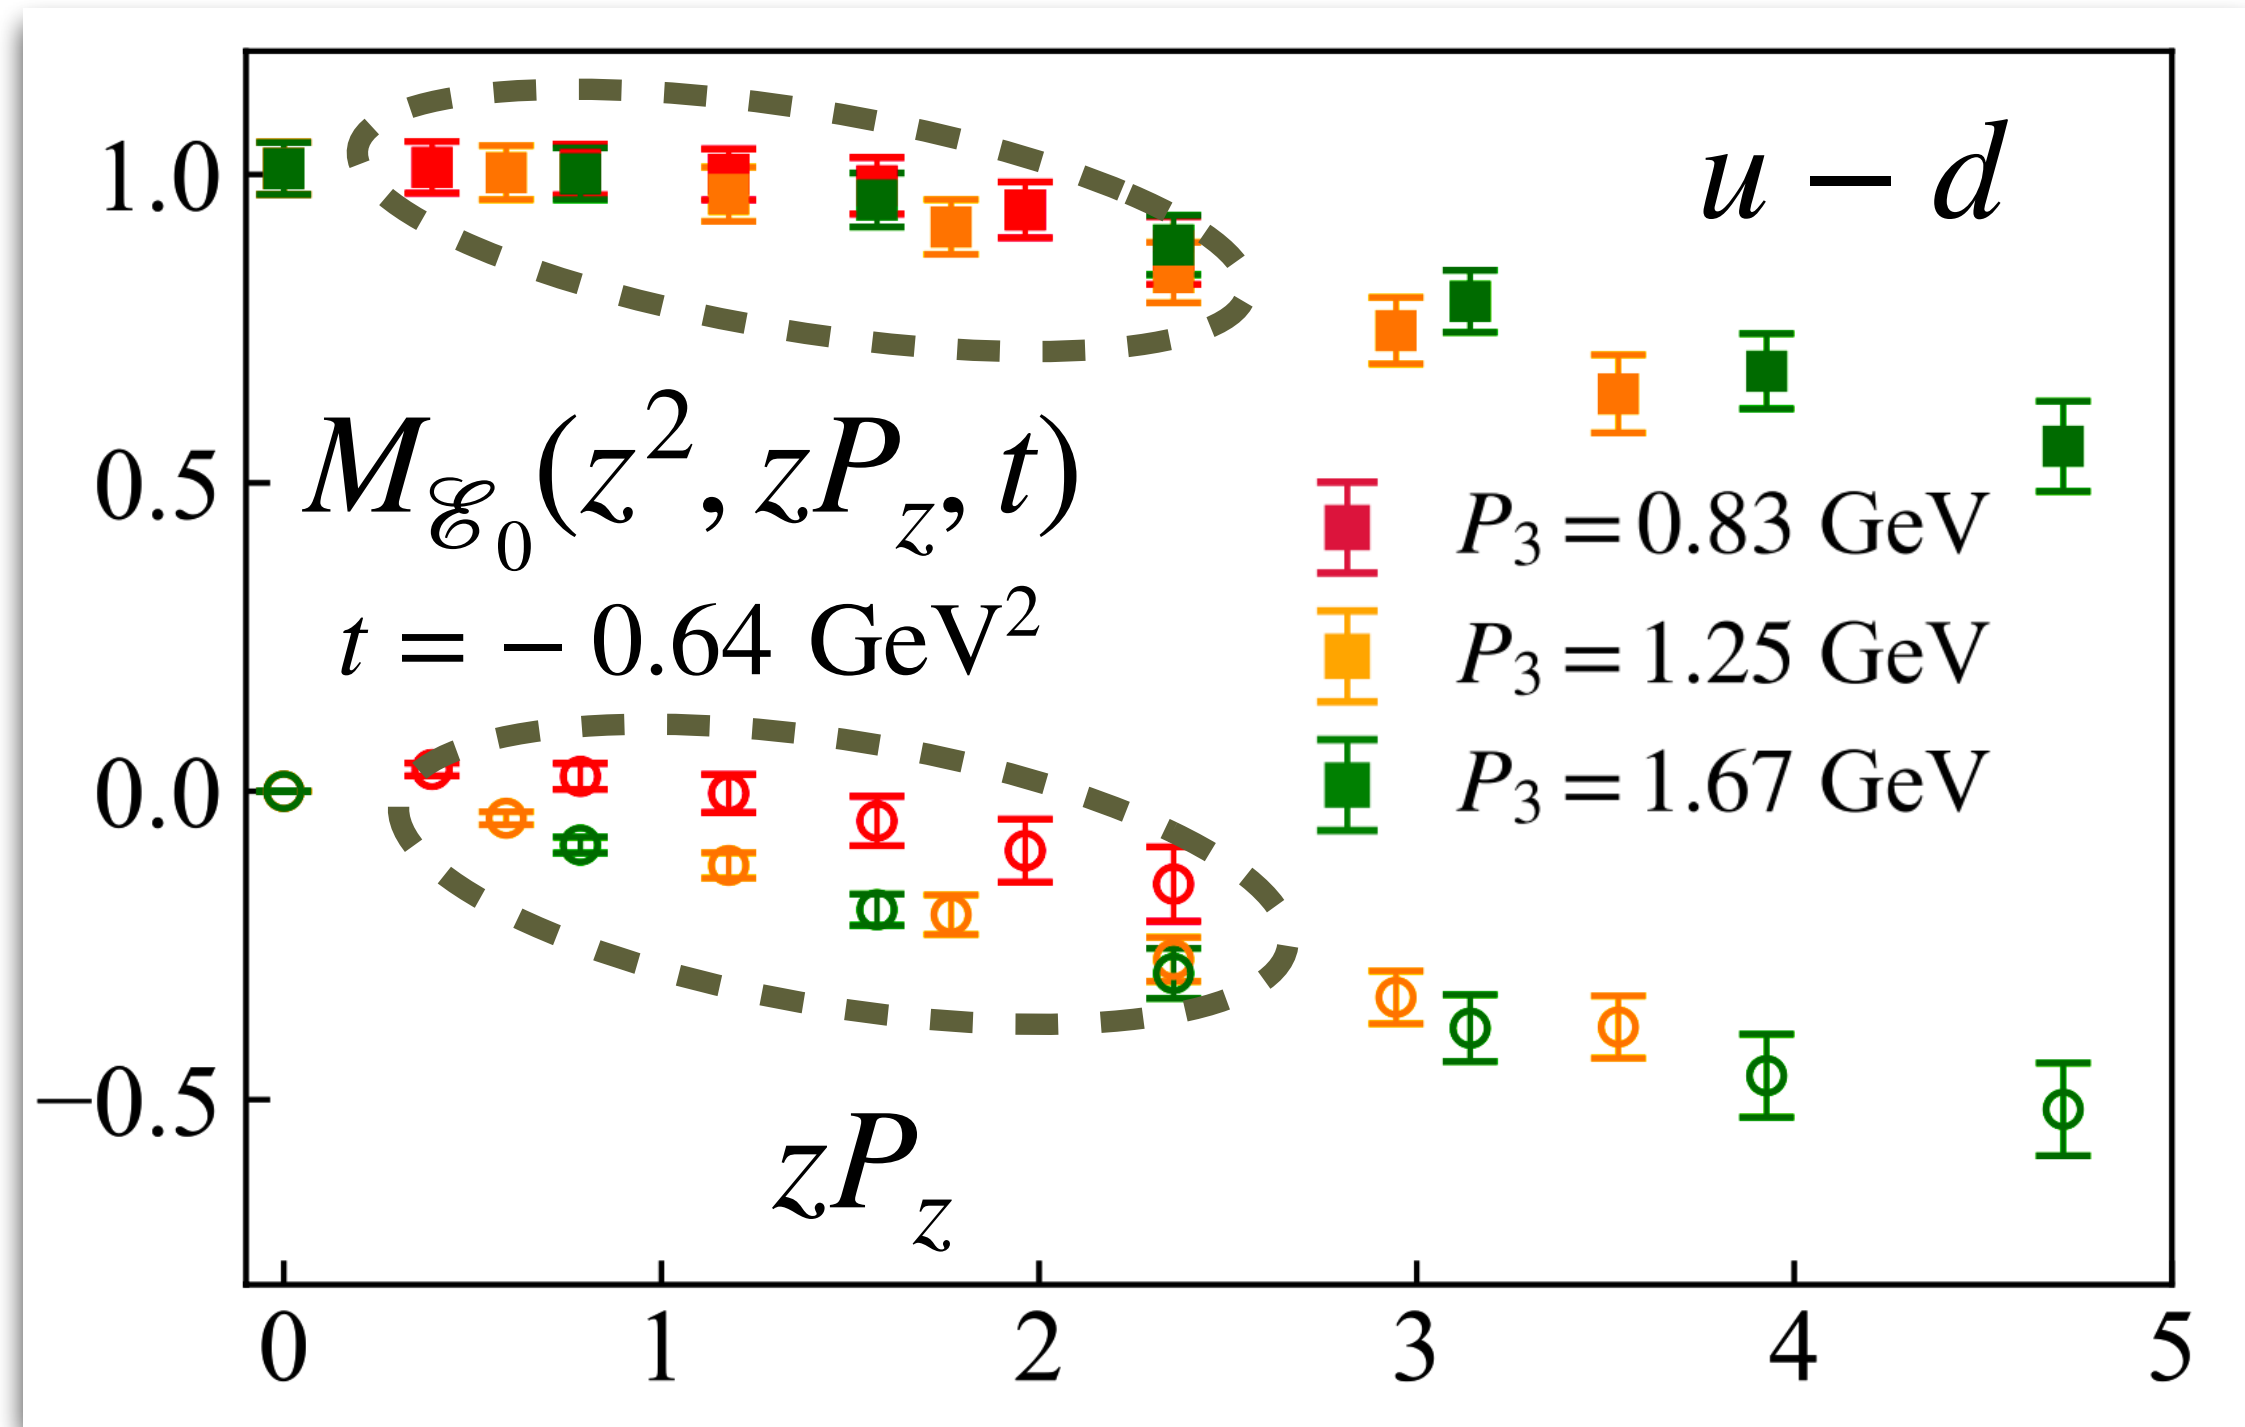 1.0
0.5
0.0
−0.5
u − d
M_{ℰ_0}(z^2, zP_z, t)
t = − 0.64 GeV^2
P_3 = 0.83 GeV
P_3 = 1.25 GeV
P_3 = 1.67 GeV
zP_z
0 1 2 3 4 5